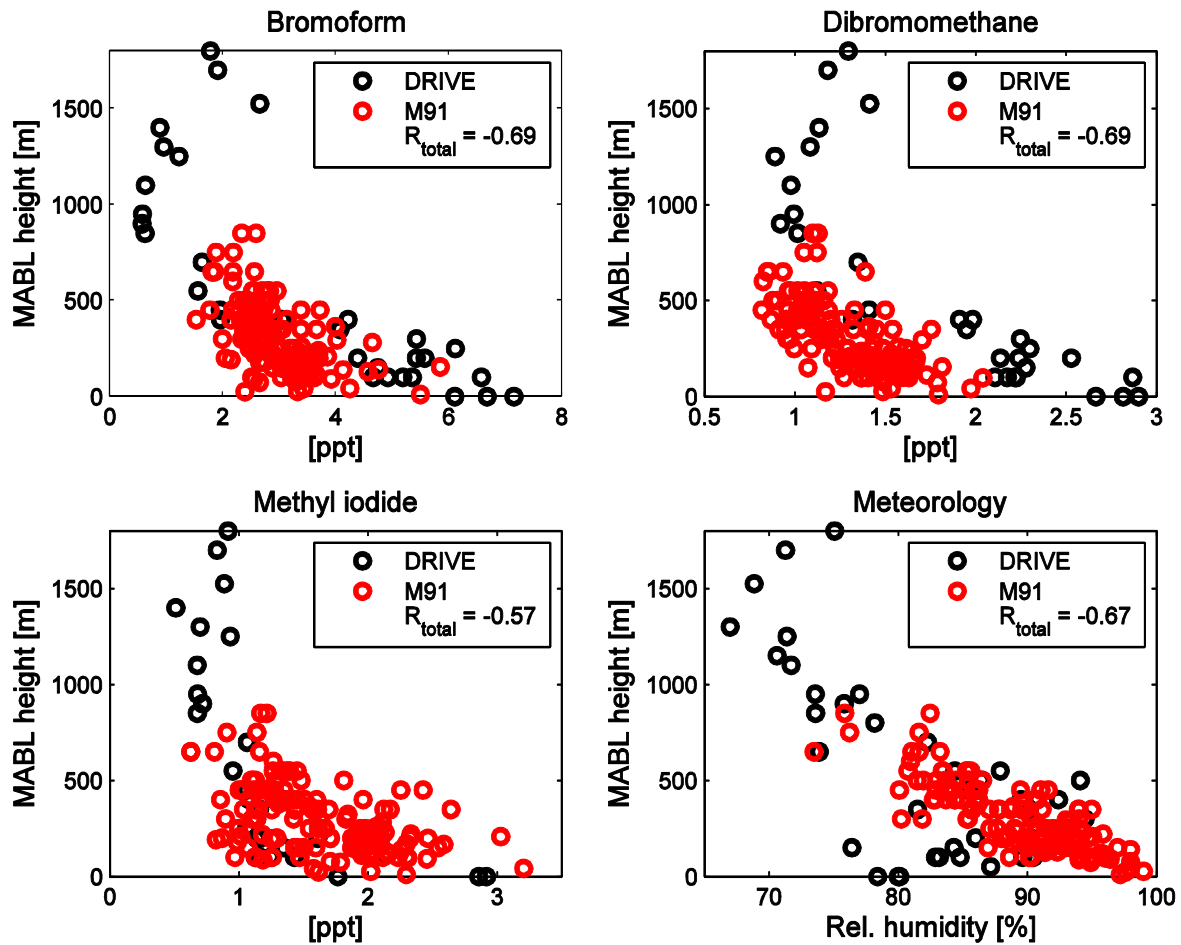 Bromoform
MABL height [m]
1500
1000
500
0
DRIVE
M91
R_total = -0.69
0 2 4 6 8
[ppt]
Dibromomethane
MABL height [m]
1500
1000
500
0
DRIVE
M91
R_total = -0.69
0.5 1 1.5 2 2.5 3
[ppt]
Methyl iodide
MABL height [m]
1500
1000
500
0
DRIVE
M91
R_total = -0.57
0 1 2 3
[ppt]
Meteorology
MABL height [m]
1500
1000
500
0
DRIVE
M91
R_total = -0.67
70 80 90 100
Rel. humidity [%]